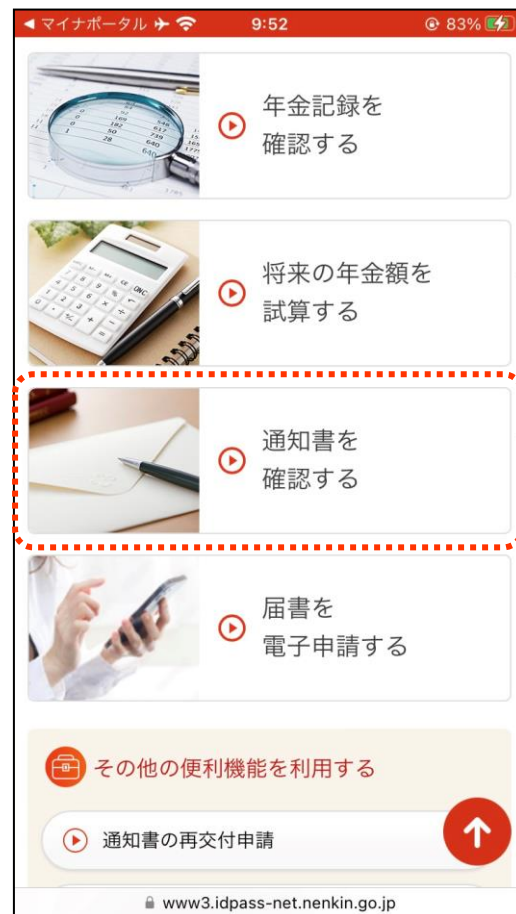 ◀ マイナポータル 9:52 83%
年金記録を
確認する
将来の年金額を
試算する
通知書を
確認する
届書を
電子申請する
その他の便利機能を利用する
通知書の再交付申請
www3.idpass-net.nenkin.go.jp